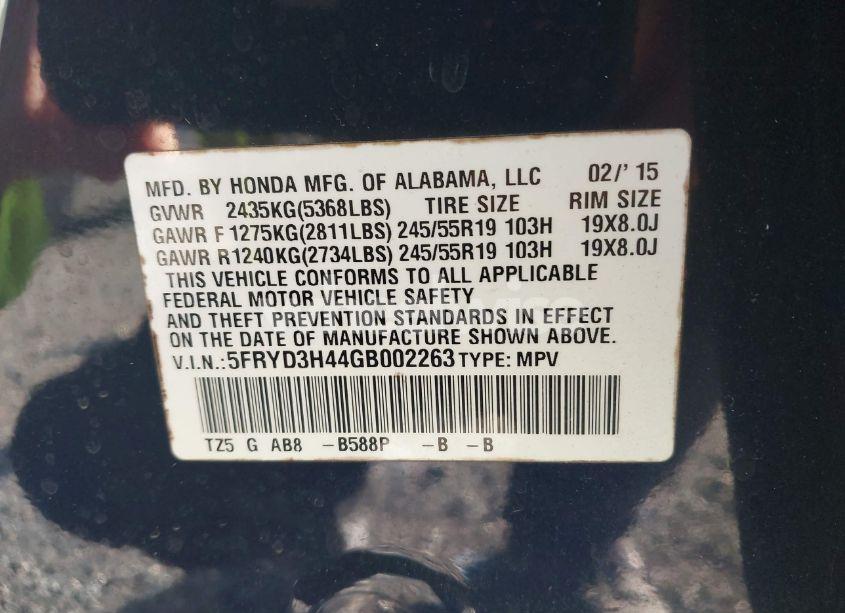 MFD. BY HONDA MFG. OF ALABAMA, LLC 02/' 15
GVWR 2435KG(5368LBS) TIRE SIZE RIM SIZE
GAWR F 1275KG(2811LBS) 245/55R19 103H 19X8.0J
GAWR R1240KG(2734LBS) 245/55R19 103H 19X8.0J
THIS VEHICLE CONFORMS TO ALL APPLICABLE
FEDERAL MOTOR VEHICLE SAFETY
AND THEFT PREVENTION STANDARDS IN EFFECT
ON THE DATE OF MANUFACTURE SHOWN ABOVE.
V.I.N.:5FRYD3H44GB002263 TYPE: MPV
TZ5 G AB8 -B588P -B -B